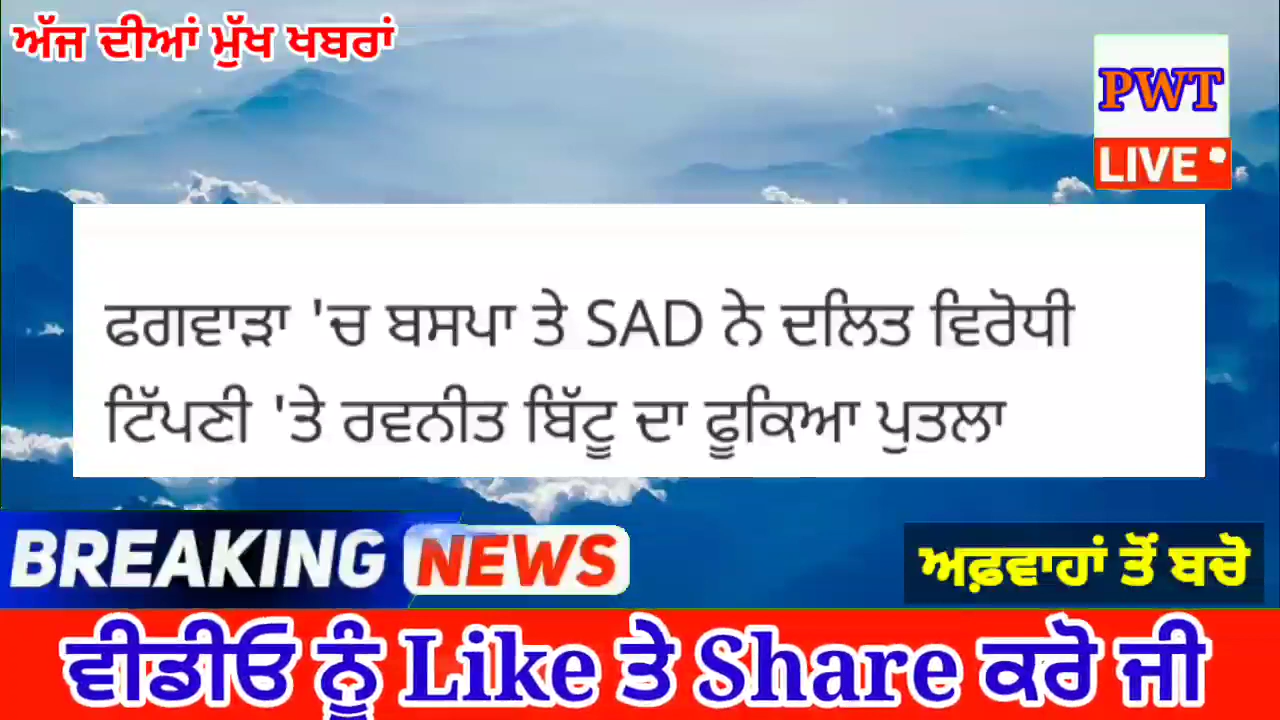 ਅੱਜ ਦੀਆਂ ਮੁੱਖ ਖਬਰਾਂ
PWT
LIVE
ਫਗਵਾੜਾ 'ਚ ਬਸਪਾ ਤੇ SAD ਨੇ ਦਲਿਤ ਵਿਰੋਧੀ
ਟਿੱਪਣੀ 'ਤੇ ਰਵਨੀਤ ਬਿੱਟੂ ਦਾ ਫੂਕਿਆ ਪੁਤਲਾ
BREAKING NEWS
ਅਫ਼ਵਾਹਾਂ ਤੋਂ ਬਚੋ
ਵੀਡੀਓ ਨੂੰ Like ਤੇ Share ਕਰੋ ਜੀ